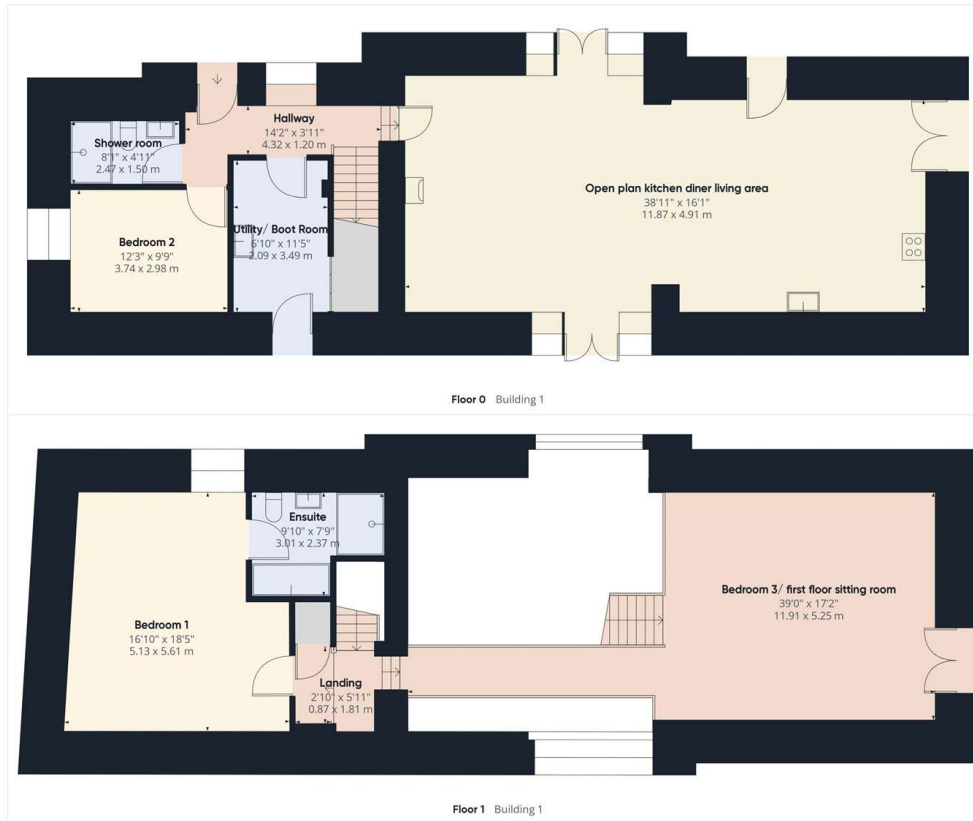 Hallway
14'2" x 3'11"
4.32 x 1.20 m
Shower room
8'1" x 4'11"
2.47 x 1.50 m
Open plan kitchen diner living area
38'11" x 16'1"
11.87 x 4.91 m
Utility/ Boot Room
6'10" x 11'5"
2.09 x 3.49 m
Bedroom 2
12'3" x 9'9"
3.74 x 2.98 m
Floor 0 Building 1
Ensuite
9'10" x 7'9"
3.01 x 2.37 m
Bedroom 3/ first floor sitting room
39'0" x 17'2"
11.91 x 5.25 m
Bedroom 1
16'10" x 18'5"
5.13 x 5.61 m
Landing
2'10" x 5'11"
0.87 x 1.81 m
Floor 1 Building 1